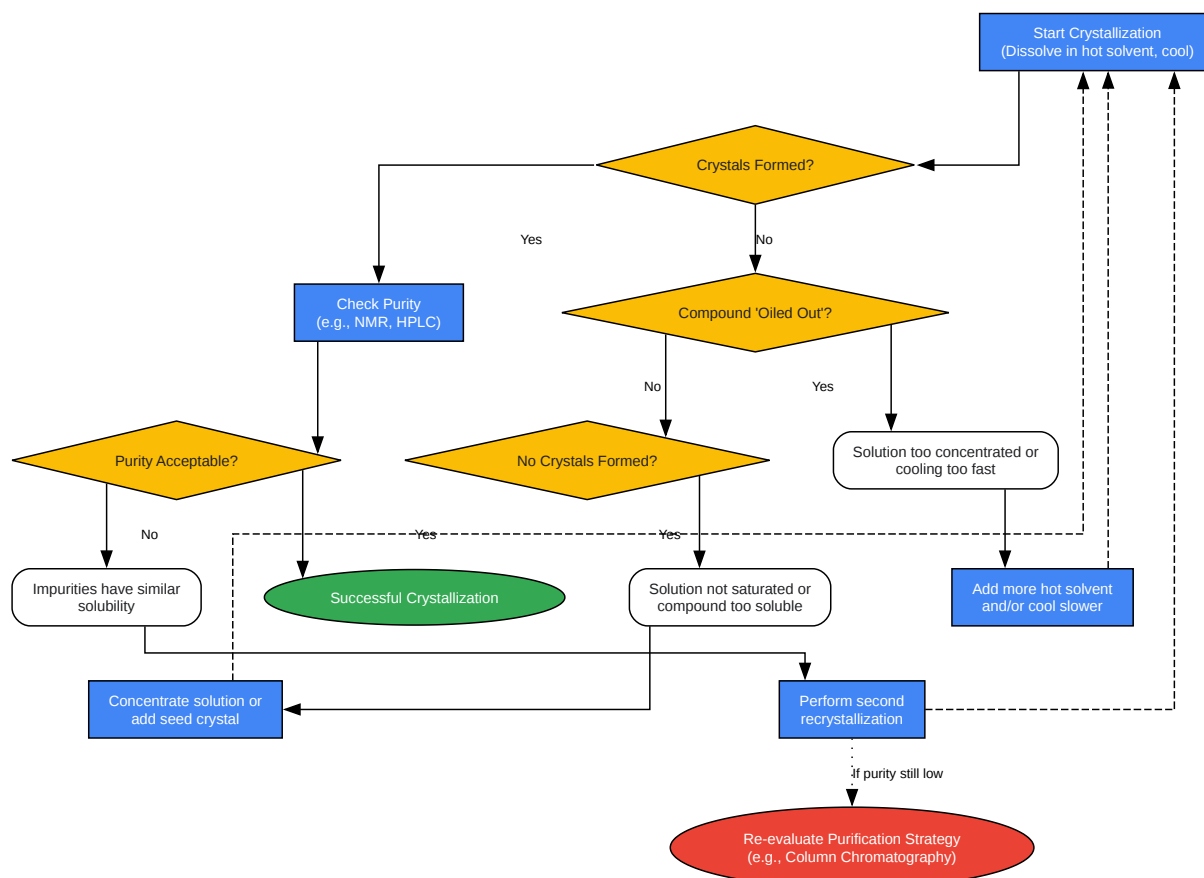 Start Crystallization
(Dissolve in hot solvent, cool)
Crystals Formed?
Yes
No
Check Purity
(e.g., NMR, HPLC)
Compound 'Oiled Out'?
No
Yes
Purity Acceptable?
No Crystals Formed?
Solution too concentrated or
cooling too fast
No
Yes
Yes
Impurities have similar
solubility
Successful Crystallization
Solution not saturated or
compound too soluble
Add more hot solvent
and/or cool slower
Concentrate solution or
add seed crystal
Perform second
recrystallization
If purity still low
Re-evaluate Purification Strategy
(e.g., Column Chromatography)